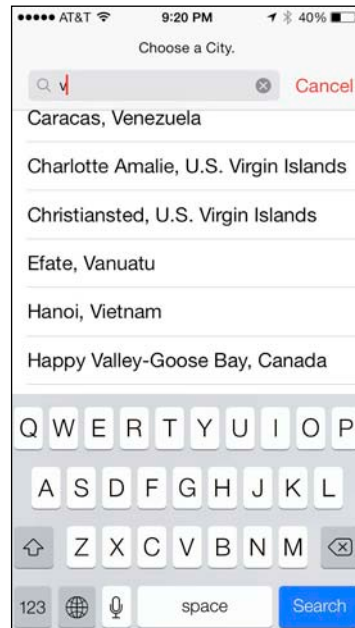 AT&T 9:20 PM 40%
Choose a City.
v Cancel
Caracas, Venezuela
Charlotte Amalie, U.S. Virgin Islands
Christiansted, U.S. Virgin Islands
Efate, Vanuatu
Hanoi, Vietnam
Happy Valley-Goose Bay, Canada
Q W E R T Y U I O P
A S D F G H J K L
Z X C V B N M
123 space Search